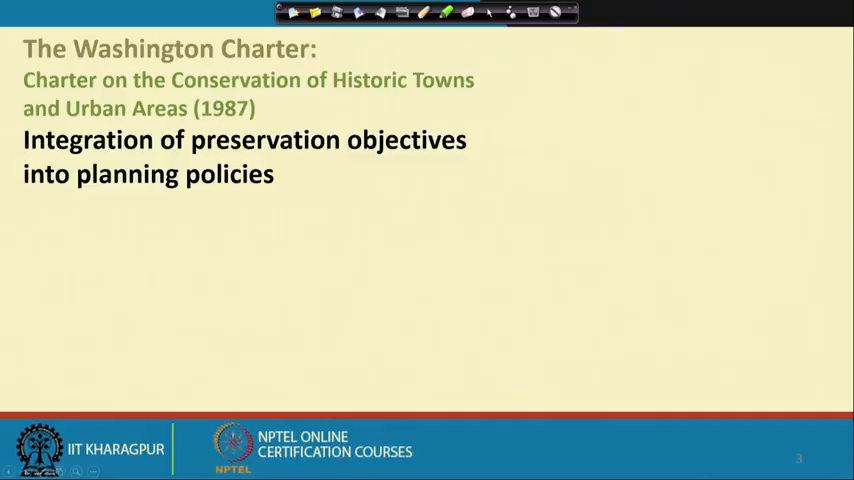 The Washington Charter:
Charter on the Conservation of Historic Towns
and Urban Areas (1987)
Integration of preservation objectives
into planning policies
IIT KHARAGPUR
NPTEL
NPTEL ONLINE
CERTIFICATION COURSES
3